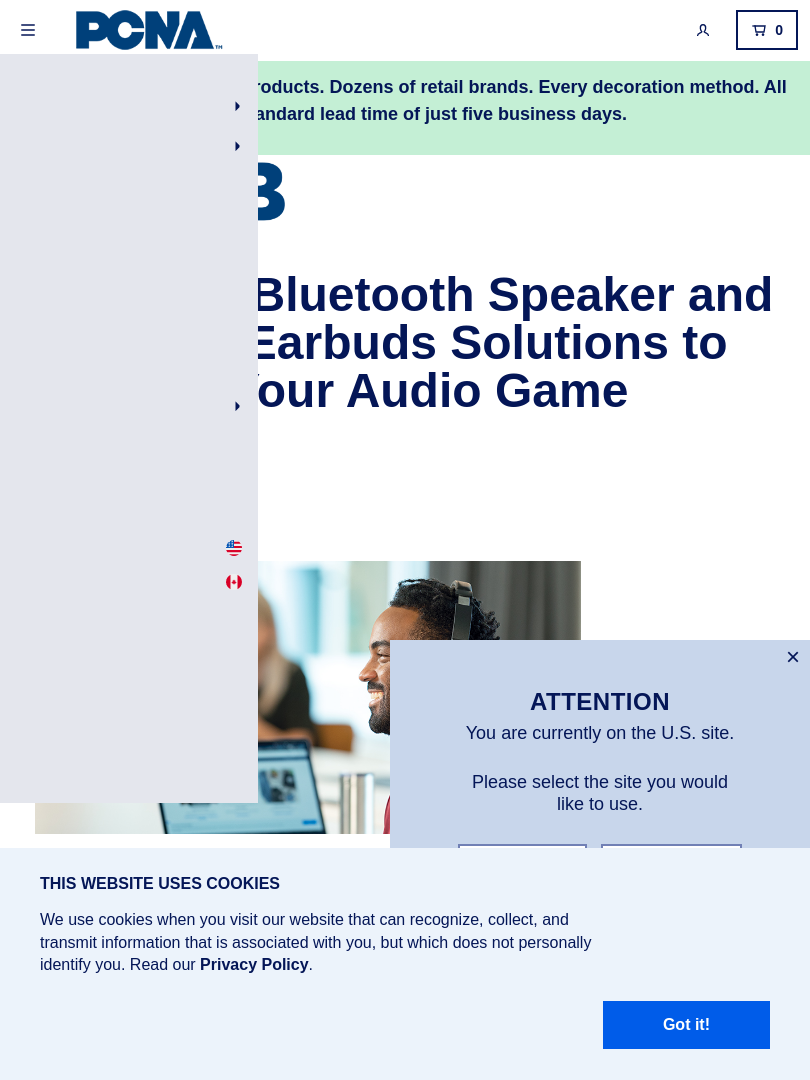 PCNA™
0
roducts. Dozens of retail brands. Every decoration method. All
andard lead time of just five business days.
B
Bluetooth Speaker and
Earbuds Solutions to
our Audio Game
ATTENTION
You are currently on the U.S. site.
Please select the site you would
like to use.
THIS WEBSITE USES COOKIES
We use cookies when you visit our website that can recognize, collect, and
transmit information that is associated with you, but which does not personally
identify you. Read our Privacy Policy.
Got it!